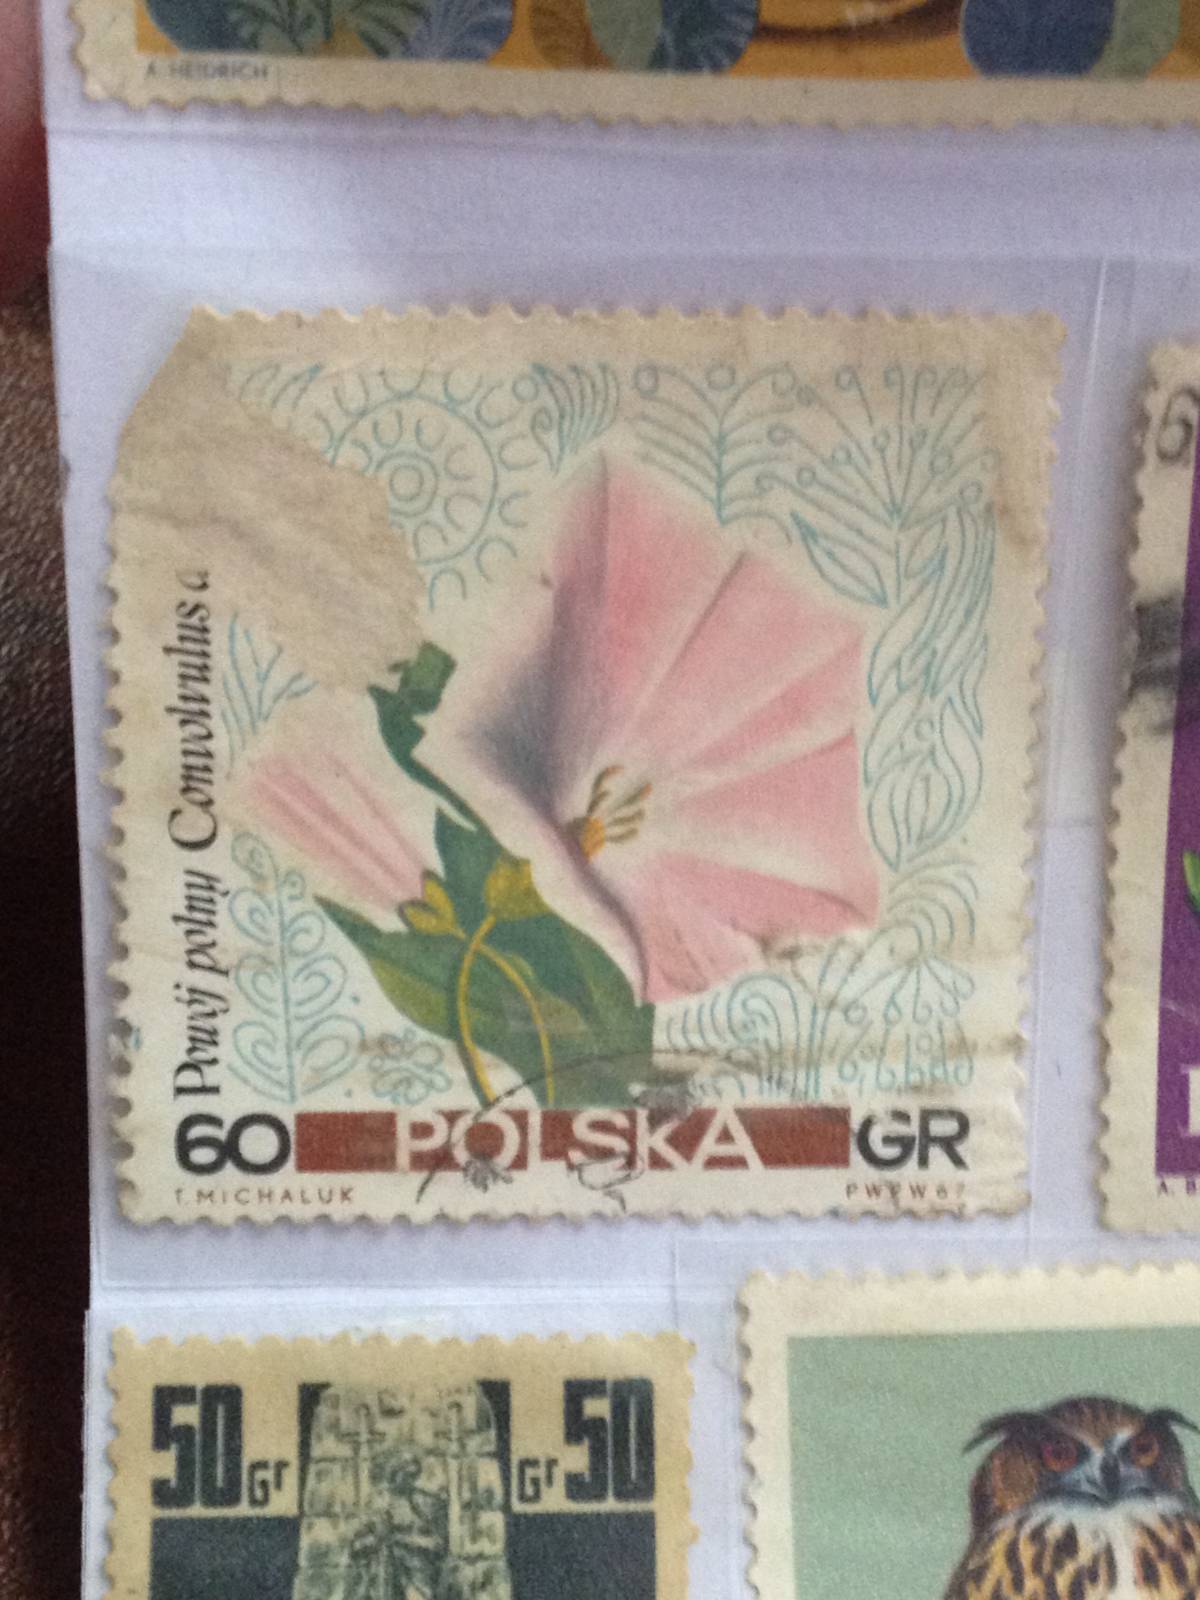 A. HEIDRICH
Powój polny Convolvulus a
60 POLSKA GR
T. MICHALUK
PWPW 67
A. B
50 Gr Gr 50